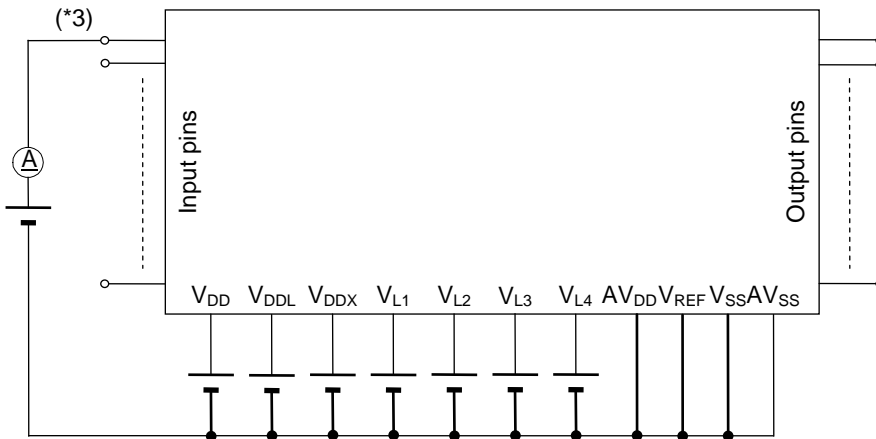 (*3)
A
Input pins
Output pins
VDD VDDL VDDX VL1 VL2 VL3 VL4 AVDD VREF VSS AVSS